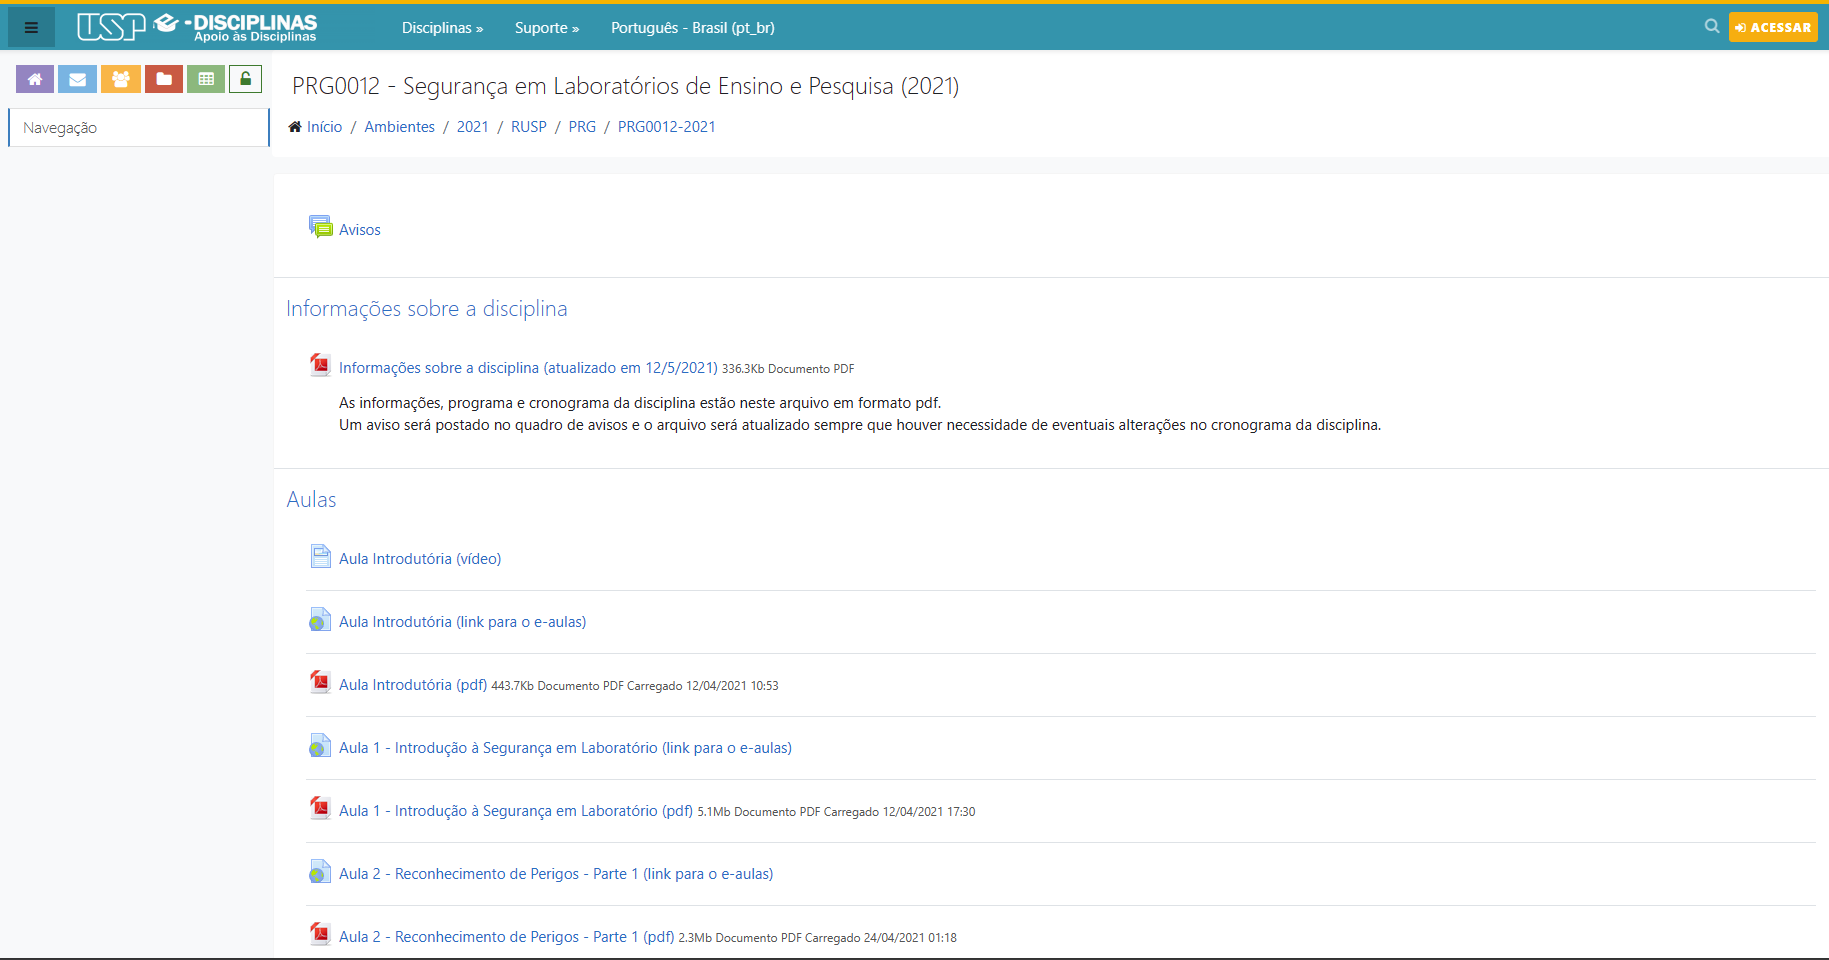 USP e-DISCIPLINAS
Apoio às Disciplinas
Disciplinas »
Suporte »
Português - Brasil (pt_br)
ACESSAR
Navegação
PRG0012 - Segurança em Laboratórios de Ensino e Pesquisa (2021)
Início / Ambientes / 2021 / RUSP / PRG / PRG0012-2021
Avisos
Informações sobre a disciplina
Informações sobre a disciplina (atualizado em 12/5/2021) 336.3Kb Documento PDF
As informações, programa e cronograma da disciplina estão neste arquivo em formato pdf.
Um aviso será postado no quadro de avisos e o arquivo será atualizado sempre que houver necessidade de eventuais alterações no cronograma da disciplina.
Aulas
Aula Introdutória (vídeo)
Aula Introdutória (link para o e-aulas)
Aula Introdutória (pdf) 443.7Kb Documento PDF Carregado 12/04/2021 10:53
Aula 1 - Introdução à Segurança em Laboratório (link para o e-aulas)
Aula 1 - Introdução à Segurança em Laboratório (pdf) 5.1Mb Documento PDF Carregado 12/04/2021 17:30
Aula 2 - Reconhecimento de Perigos - Parte 1 (link para o e-aulas)
Aula 2 - Reconhecimento de Perigos - Parte 1 (pdf) 2.3Mb Documento PDF Carregado 24/04/2021 01:18